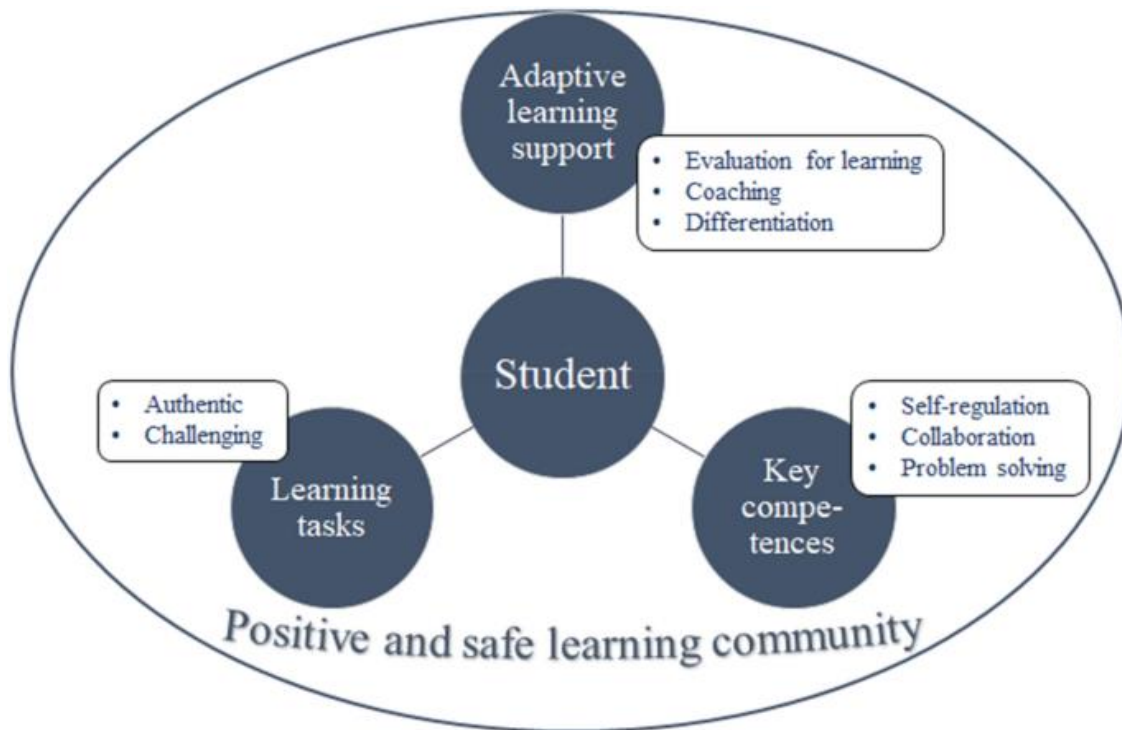 Adaptive
learning
support
• Evaluation for learning
• Coaching
• Differentiation
Student
• Authentic
• Challenging
Learning
tasks
• Self-regulation
• Collaboration
• Problem solving
Key
compe-
tences
Positive and safe learning community